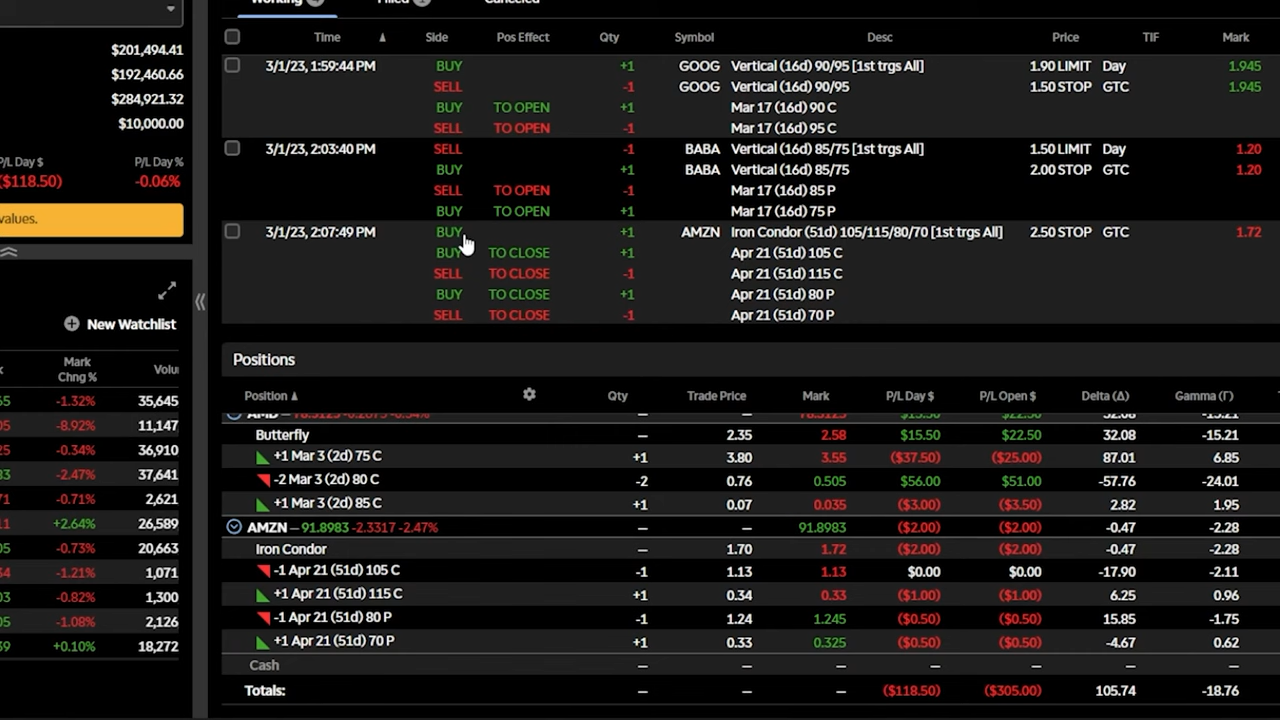 Working Filled Canceled
$201,494.41
$192,460.66
$284,921.32
$10,000.00
P/L Day $ P/L Day %
($118.50) -0.06%
values.
New Watchlist
Mark Chng % Volu
-1.32% 35,645
-8.92% 11,147
-0.34% 36,910
-2.47% 37,641
-0.71% 2,621
+2.64% 26,589
-0.73% 20,663
-1.21% 1,071
-0.82% 1,300
-1.08% 2,126
+0.10% 18,272
Time Side Pos Effect Qty Symbol Desc Price TIF Mark
3/1/23, 1:59:44 PM BUY +1 GOOG Vertical (16d) 90/95 [1st trgs All] 1.90 LIMIT Day 1.945
SELL -1 GOOG Vertical (16d) 90/95 1.50 STOP GTC 1.945
BUY TO OPEN +1 Mar 17 (16d) 90 C
SELL TO OPEN -1 Mar 17 (16d) 95 C
3/1/23, 2:03:40 PM SELL -1 BABA Vertical (16d) 85/75 [1st trgs All] 1.50 LIMIT Day 1.20
BUY +1 BABA Vertical (16d) 85/75 2.00 STOP GTC 1.20
SELL TO OPEN -1 Mar 17 (16d) 85 P
BUY TO OPEN +1 Mar 17 (16d) 75 P
3/1/23, 2:07:49 PM BUY +1 AMZN Iron Condor (51d) 105/115/80/70 [1st trgs All] 2.50 STOP GTC 1.72
BUY TO CLOSE +1 Apr 21 (51d) 105 C
SELL TO CLOSE -1 Apr 21 (51d) 115 C
BUY TO CLOSE +1 Apr 21 (51d) 80 P
SELL TO CLOSE -1 Apr 21 (51d) 70 P
Positions
Position Qty Trade Price Mark P/L Day $ P/L Open $ Delta (Δ) Gamma (Γ)
Butterfly — 2.35 2.58 $15.50 $22.50 32.08 -15.21
+1 Mar 3 (2d) 75 C +1 3.80 3.55 ($37.50) ($25.00) 87.01 6.85
-2 Mar 3 (2d) 80 C -2 0.76 0.505 $56.00 $51.00 -57.76 -24.01
+1 Mar 3 (2d) 85 C +1 0.07 0.035 ($3.00) ($3.50) 2.82 1.95
AMZN — 91.8983 -2.3317 -2.47% — — 91.8983 ($2.00) ($2.00) -0.47 -2.28
Iron Condor — 1.70 1.72 ($2.00) ($2.00) -0.47 -2.28
-1 Apr 21 (51d) 105 C -1 1.13 1.13 $0.00 $0.00 -17.90 -2.11
+1 Apr 21 (51d) 115 C +1 0.34 0.33 ($1.00) ($1.00) 6.25 0.96
-1 Apr 21 (51d) 80 P -1 1.24 1.245 ($0.50) ($0.50) 15.85 -1.75
+1 Apr 21 (51d) 70 P +1 0.33 0.325 ($0.50) ($0.50) -4.67 0.62
Cash — — — — — — —
Totals: — — — ($118.50) ($305.00) 105.74 -18.76